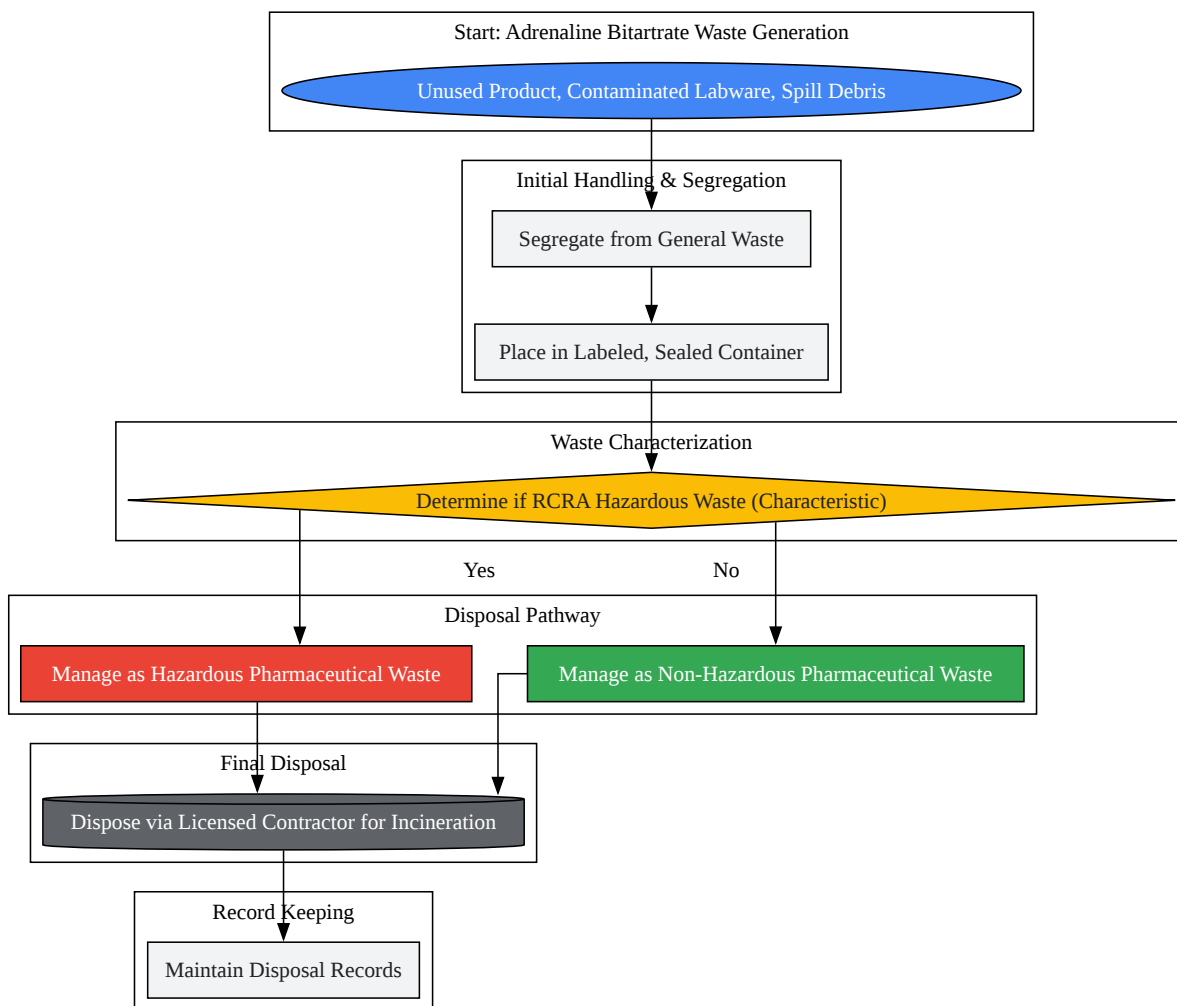 Start: Adrenaline Bitartrate Waste Generation
Unused Product, Contaminated Labware, Spill Debris
Initial Handling & Segregation
Segregate from General Waste
Place in Labeled, Sealed Container
Waste Characterization
Determine if RCRA Hazardous Waste (Characteristic)
Yes
No
Disposal Pathway
Manage as Hazardous Pharmaceutical Waste
Manage as Non-Hazardous Pharmaceutical Waste
Final Disposal
Dispose via Licensed Contractor for Incineration
Record Keeping
Maintain Disposal Records